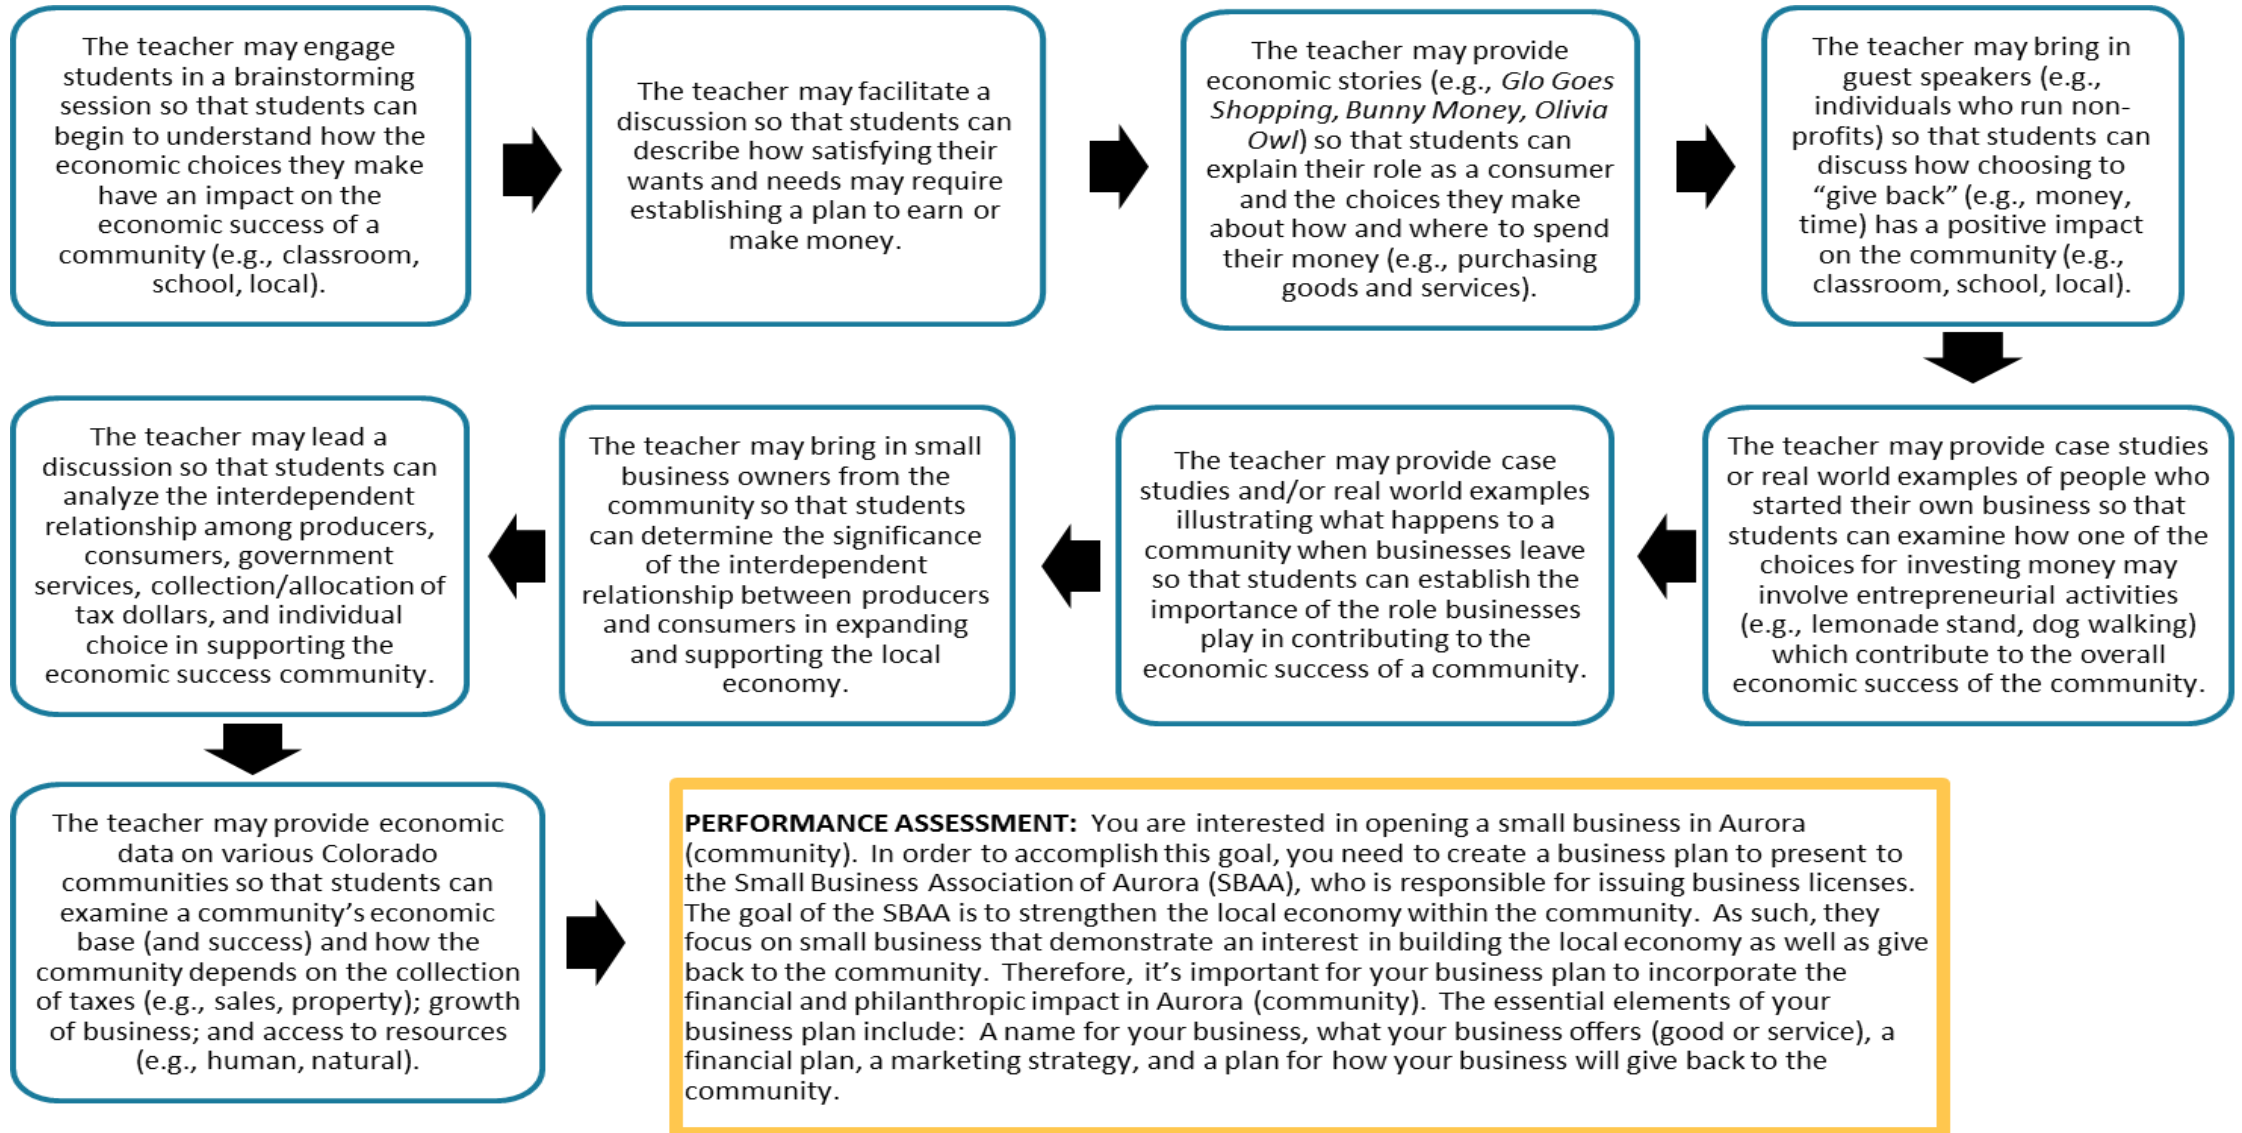 The teacher may engage
students in a brainstorming
session so that students can
begin to understand how the
economic choices they make
have an impact on the
economic success of a
community (e.g., classroom,
school, local).
The teacher may facilitate a
discussion so that students can
describe how satisfying their
wants and needs may require
establishing a plan to earn or
make money.
The teacher may provide
economic stories (e.g., Glo Goes
Shopping, Bunny Money, Olivia
Owl) so that students can
explain their role as a consumer
and the choices they make
about how and where to spend
their money (e.g., purchasing
goods and services).
The teacher may bring in
guest speakers (e.g.,
individuals who run non-
profits) so that students can
discuss how choosing to
“give back” (e.g., money,
time) has a positive impact
on the community (e.g.,
classroom, school, local).
The teacher may provide case studies
or real world examples of people who
started their own business so that
students can examine how one of the
choices for investing money may
involve entrepreneurial activities
(e.g., lemonade stand, dog walking)
which contribute to the overall
economic success of the community.
The teacher may provide case
studies and/or real world examples
illustrating what happens to a
community when businesses leave
so that students can establish the
importance of the role businesses
play in contributing to the
economic success of a community.
The teacher may bring in small
business owners from the
community so that students
can determine the significance
of the interdependent
relationship between producers
and consumers in expanding
and supporting the local
economy.
The teacher may lead a
discussion so that students can
analyze the interdependent
relationship among producers,
consumers, government
services, collection/allocation of
tax dollars, and individual
choice in supporting the
economic success community.
The teacher may provide economic
data on various Colorado
communities so that students can
examine a community’s economic
base (and success) and how the
community depends on the collection
of taxes (e.g., sales, property); growth
of business; and access to resources
(e.g., human, natural).
PERFORMANCE ASSESSMENT: You are interested in opening a small business in Aurora
(community). In order to accomplish this goal, you need to create a business plan to present to
the Small Business Association of Aurora (SBAA), who is responsible for issuing business licenses.
The goal of the SBAA is to strengthen the local economy within the community. As such, they
focus on small business that demonstrate an interest in building the local economy as well as give
back to the community. Therefore, it’s important for your business plan to incorporate the
financial and philanthropic impact in Aurora (community). The essential elements of your
business plan include: A name for your business, what your business offers (good or service), a
financial plan, a marketing strategy, and a plan for how your business will give back to the
community.